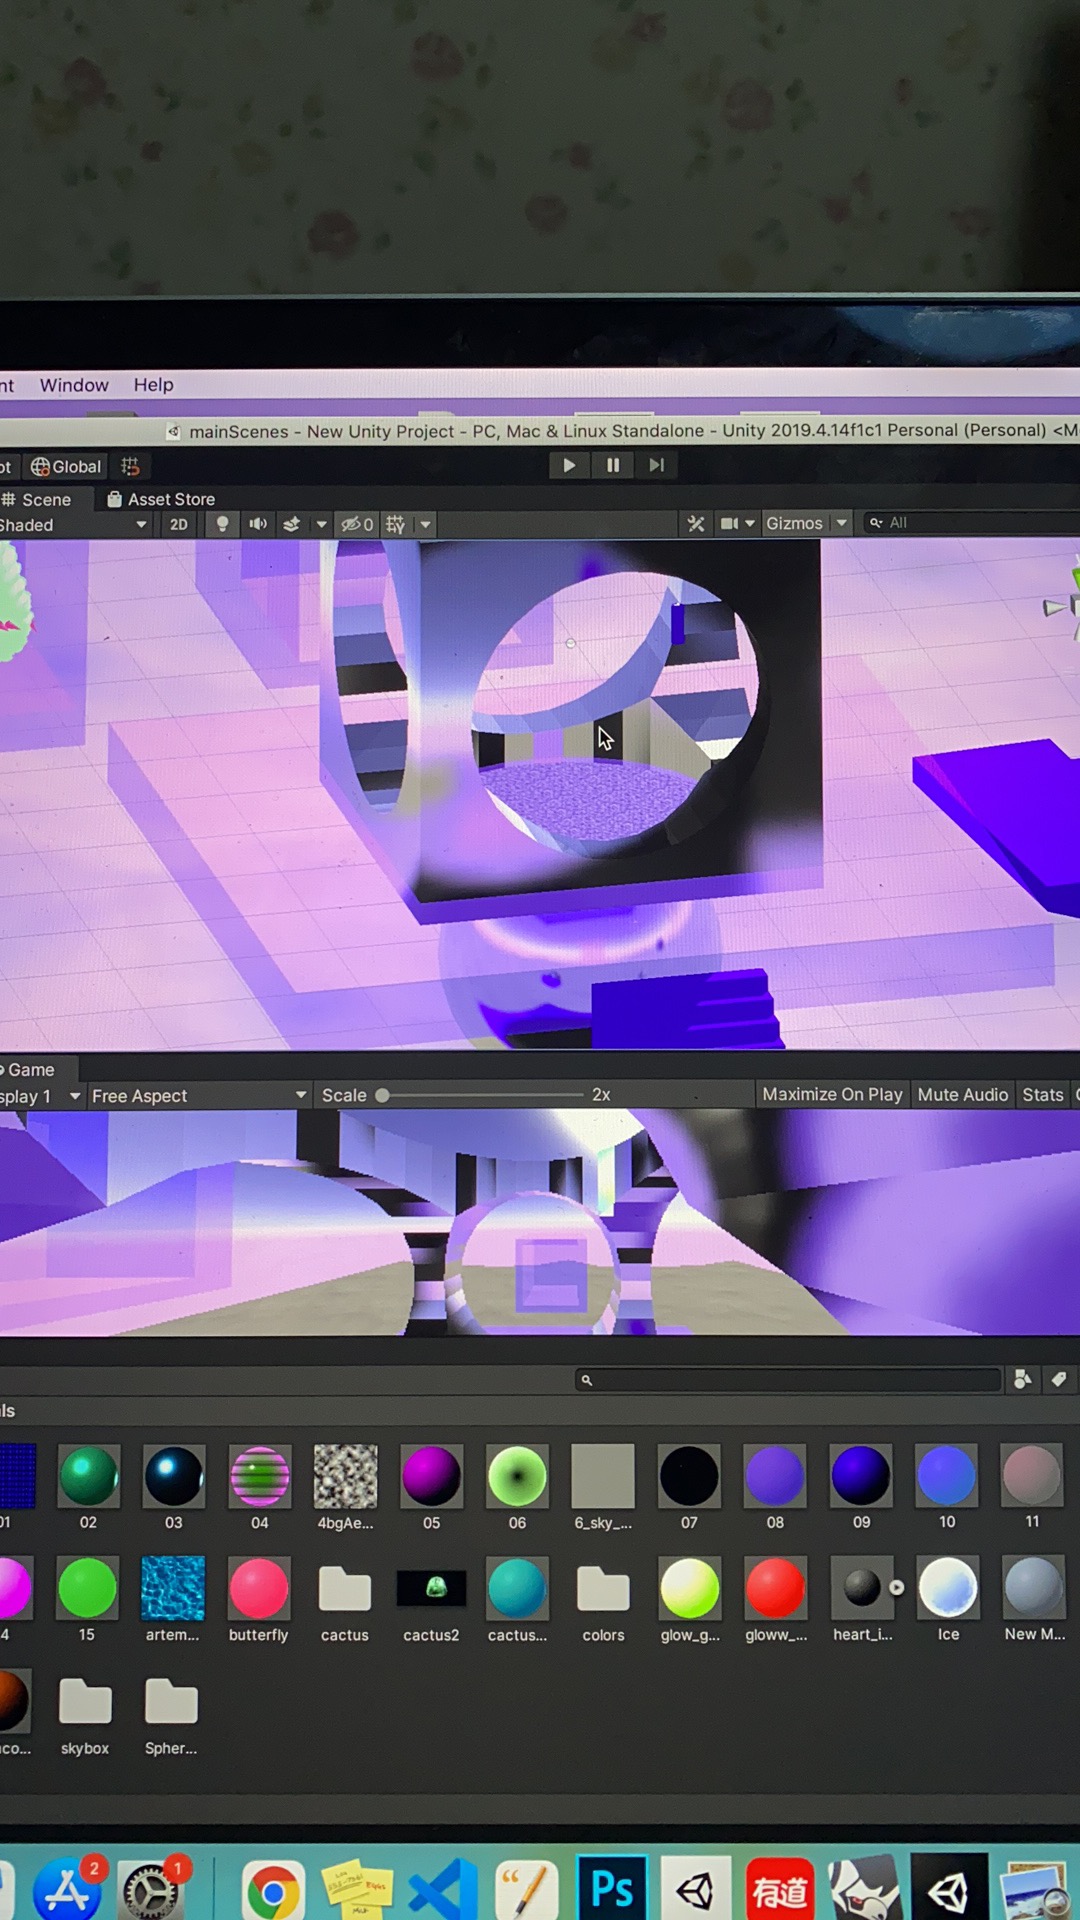 nt Window Help
mainScenes - New Unity Project - PC, Mac & Linux Standalone - Unity 2019.4.14f1c1 Personal (Personal) <M
ot Global
Scene Asset Store
Shaded 2D 0 Gizmos All
Game
splay 1 Free Aspect Scale 2x Maximize On Play Mute Audio Stats
ls
01 02 03 04 4bgAe... 05 06 6_sky_... 07 08 09 10 11
4 15 artem... butterfly cactus cactus2 cactus... colors glow_g... gloww_... heart_i... Ice New M...
co... skybox Spher...
2 1 Ps 有道